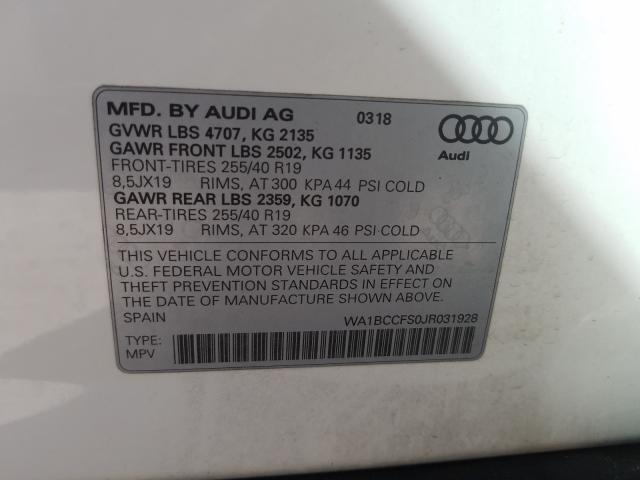 MFD. BY AUDI AG 0318
GVWR LBS 4707, KG 2135
GAWR FRONT LBS 2502, KG 1135
Audi
FRONT-TIRES 255/40 R19
8,5JX19 RIMS, AT 300 KPA 44 PSI COLD
GAWR REAR LBS 2359, KG 1070
REAR-TIRES 255/40 R19
8,5JX19 RIMS, AT 320 KPA 46 PSI COLD
THIS VEHICLE CONFORMS TO ALL APPLICABLE
U.S. FEDERAL MOTOR VEHICLE SAFETY AND
THEFT PREVENTION STANDARDS IN EFFECT ON
THE DATE OF MANUFACTURE SHOWN ABOVE.
SPAIN WA1BCCFS0JR031928
TYPE:
MPV